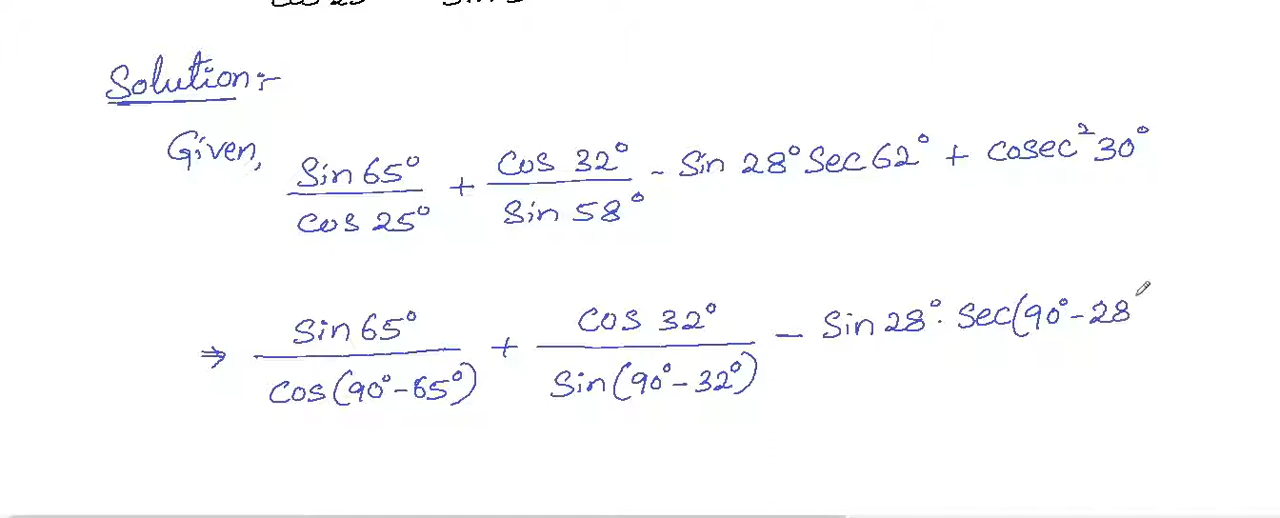 Solution:-
Given, Sin 65° / Cos 25° + Cos 32° / Sin 58° - Sin 28° Sec 62° + cosec² 30°
⇒ Sin 65° / Cos (90°-65°) + Cos 32° / Sin (90°-32°) - Sin 28° . Sec (90°-28°